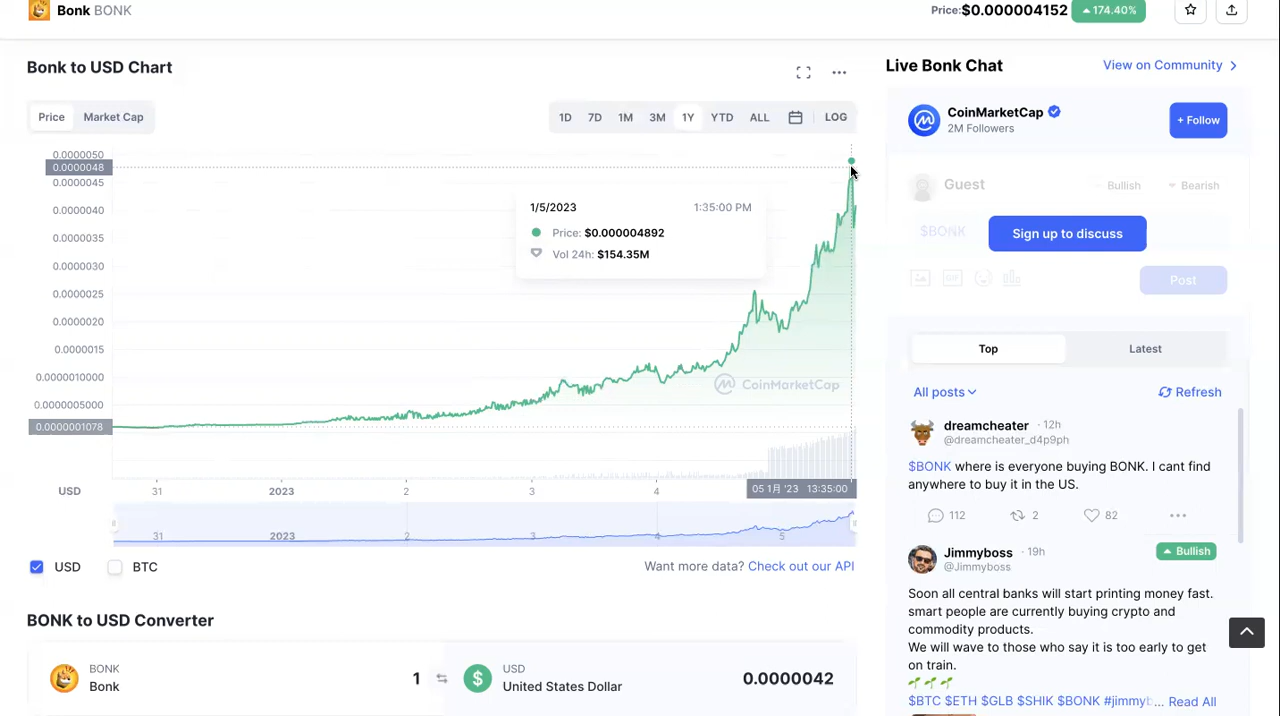 Bonk BONK
Price:$0.000004152
174.40%
Bonk to USD Chart
Price
Market Cap
1D 7D 1M 3M 1Y YTD ALL LOG
0.0000050
0.0000048
0.0000045
0.0000040
0.0000035
0.0000030
0.0000025
0.0000020
0.0000015
0.0000010000
0.0000005000
0.0000001078
1/5/2023 1:35:00 PM
Price: $0.000004892
Vol 24h: $154.35M
CoinMarketCap
USD 31 2023 2 3 4
05 1月 '23 13:35:00
31 2023 2 3 4 5
USD
BTC
Want more data? Check out our API
BONK to USD Converter
BONK
Bonk
1
USD
United States Dollar
0.0000042
Live Bonk Chat
View on Community
CoinMarketCap
2M Followers
+ Follow
Guest
Bullish
Bearish
$BONK
Sign up to discuss
GIF
Post
Top
Latest
All posts
Refresh
dreamcheater · 12h
@dreamcheater_d4p9ph
$BONK where is everyone buying BONK. I cant find
anywhere to buy it in the US.
112 2 82
Jimmyboss · 19h
@Jimmyboss
Bullish
Soon all central banks will start printing money fast.
smart people are currently buying crypto and
commodity products.
We will wave to those who say it is too early to get
on train.
$BTC $ETH $GLB $SHIK $BONK #jimmyb... Read All